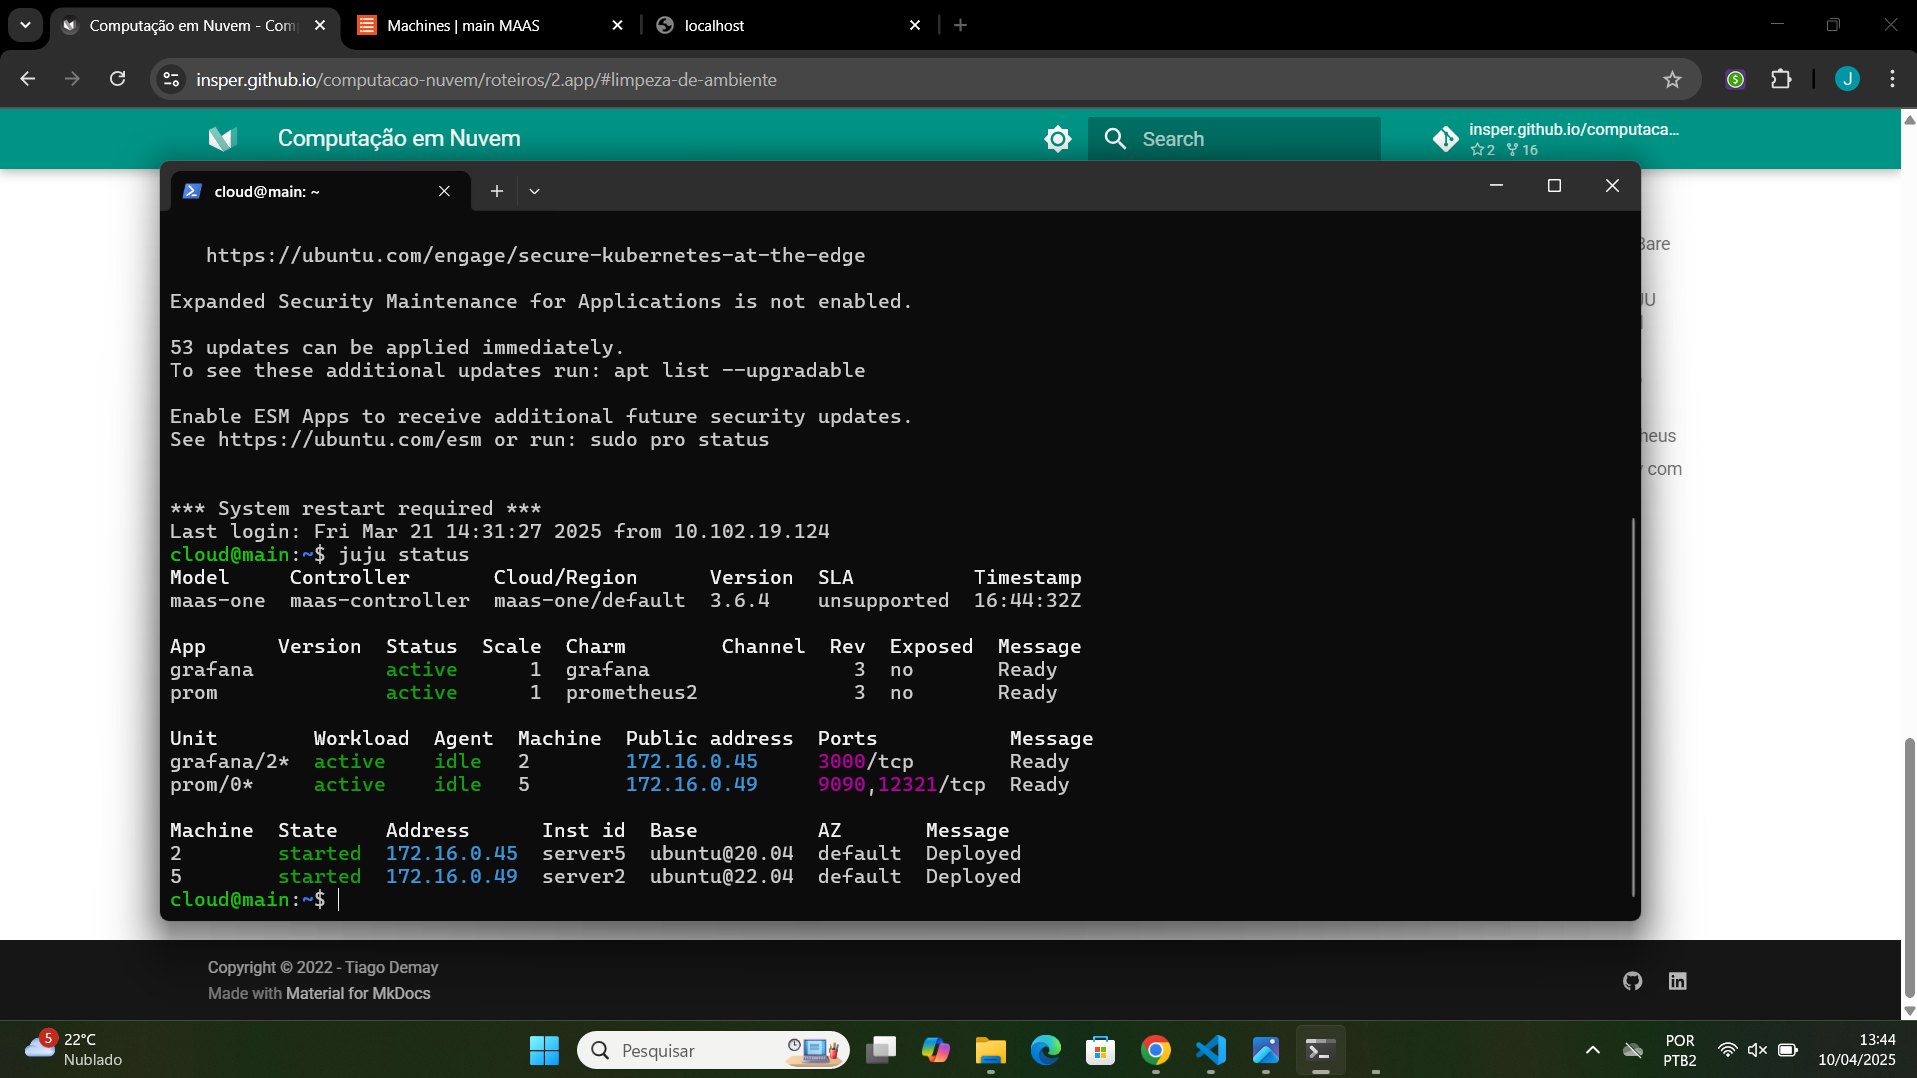 Computação em Nuvem - Com
Machines | main MAAS
localhost
insper.github.io/computacao-nuvem/roteiros/2.app/#limpeza-de-ambiente
J
Computação em Nuvem
Search
insper.github.io/computaca...
2 16
cloud@main: ~
https://ubuntu.com/engage/secure-kubernetes-at-the-edge
Expanded Security Maintenance for Applications is not enabled.
53 updates can be applied immediately.
To see these additional updates run: apt list --upgradable
Enable ESM Apps to receive additional future security updates.
See https://ubuntu.com/esm or run: sudo pro status
*** System restart required ***
Last login: Fri Mar 21 14:31:27 2025 from 10.102.19.124
cloud@main:~$ juju status
Model Controller Cloud/Region Version SLA Timestamp
maas-one maas-controller maas-one/default 3.6.4 unsupported 16:44:32Z
App Version Status Scale Charm Channel Rev Exposed Message
grafana active 1 grafana 3 no Ready
prom active 1 prometheus2 3 no Ready
Unit Workload Agent Machine Public address Ports Message
grafana/2* active idle 2 172.16.0.45 3000/tcp Ready
prom/0* active idle 5 172.16.0.49 9090,12321/tcp Ready
Machine State Address Inst id Base AZ Message
2 started 172.16.0.45 server5 ubuntu@20.04 default Deployed
5 started 172.16.0.49 server2 ubuntu@22.04 default Deployed
cloud@main:~$
Bare
JU
heus
com
Copyright © 2022 - Tiago Demay
Made with Material for MkDocs
5
22°C
Nublado
Pesquisar
POR
PTB2
13:44
10/04/2025